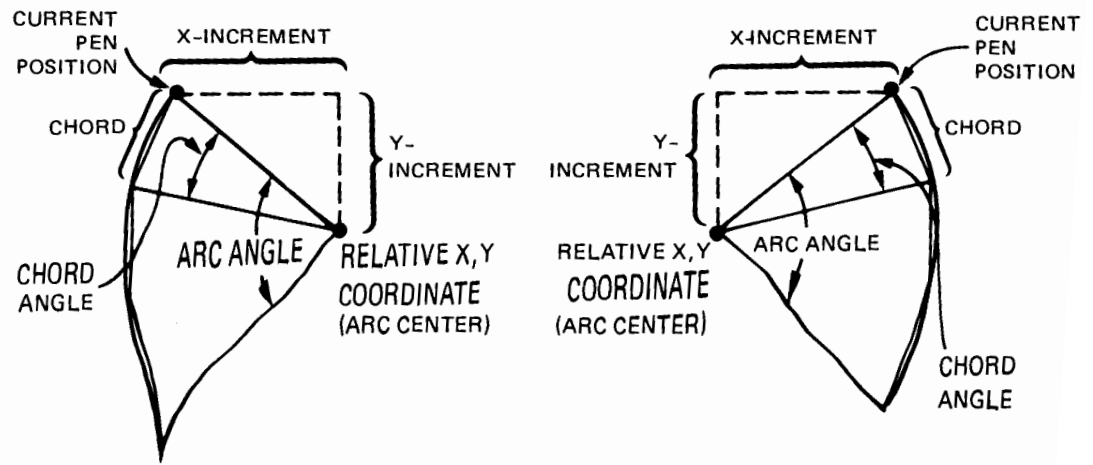 CURRENT
PEN
POSITION
X-INCREMENT
CHORD
Y-
INCREMENT
ARC ANGLE
CHORD
ANGLE
RELATIVE X, Y
COORDINATE
(ARC CENTER)
X-INCREMENT
CURRENT
PEN
POSITION
Y-
INCREMENT
CHORD
RELATIVE X, Y
COORDINATE
(ARC CENTER)
ARC ANGLE
CHORD
ANGLE